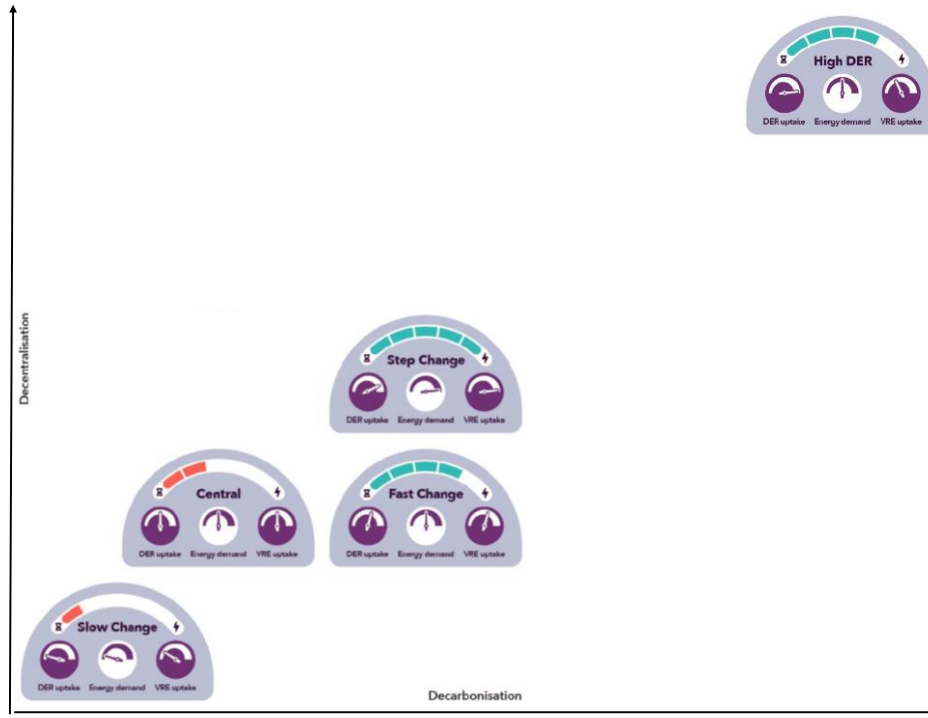 High DER
DER uptake Energy demand VRE uptake
Decentralisation
Step Change
DER uptake Energy demand VRE uptake
Central
DER uptake Energy demand VRE uptake
Fast Change
DER uptake Energy demand VRE uptake
Slow Change
DER uptake Energy demand VRE uptake
Decarbonisation